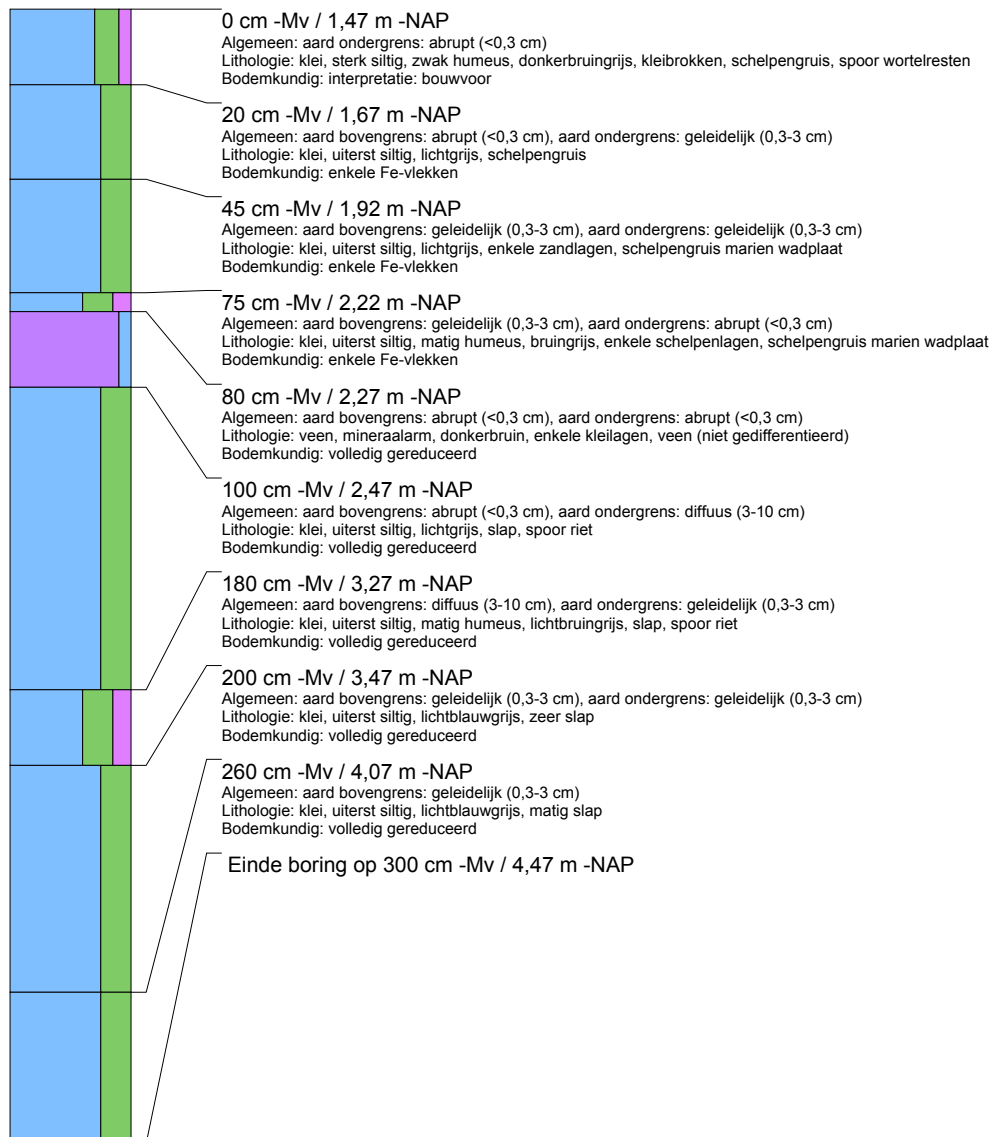 0 cm -Mv / 1,47 m -NAP
Algemeen: aard ondergrens: abrupt (<0,3 cm)
Lithologie: klei, sterk siltig, zwak humeus, donkerbruingrijs, kleibrokken, schelpengruis, spoor wortelresten
Bodemkundig: interpretatie: bouwvoor
20 cm -Mv / 1,67 m -NAP
Algemeen: aard bovengrens: abrupt (<0,3 cm), aard ondergrens: geleidelijk (0,3-3 cm)
Lithologie: klei, uiterst siltig, lichtgrijs, schelpengruis
Bodemkundig: enkele Fe-vlekken
45 cm -Mv / 1,92 m -NAP
Algemeen: aard bovengrens: geleidelijk (0,3-3 cm), aard ondergrens: geleidelijk (0,3-3 cm)
Lithologie: klei, uiterst siltig, lichtgrijs, enkele zandlagen, schelpengruis marien wadplaat
Bodemkundig: enkele Fe-vlekken
75 cm -Mv / 2,22 m -NAP
Algemeen: aard bovengrens: geleidelijk (0,3-3 cm), aard ondergrens: abrupt (<0,3 cm)
Lithologie: klei, uiterst siltig, matig humeus, bruingrijs, enkele schelpenlagen, schelpengruis marien wadplaat
Bodemkundig: enkele Fe-vlekken
80 cm -Mv / 2,27 m -NAP
Algemeen: aard bovengrens: abrupt (<0,3 cm), aard ondergrens: abrupt (<0,3 cm)
Lithologie: veen, mineraalarm, donkerbruin, enkele kleilagen, veen (niet gedifferentieerd)
Bodemkundig: volledig gereduceerd
100 cm -Mv / 2,47 m -NAP
Algemeen: aard bovengrens: abrupt (<0,3 cm), aard ondergrens: diffuus (3-10 cm)
Lithologie: klei, uiterst siltig, lichtgrijs, slap, spoor riet
Bodemkundig: volledig gereduceerd
180 cm -Mv / 3,27 m -NAP
Algemeen: aard bovengrens: diffuus (3-10 cm), aard ondergrens: geleidelijk (0,3-3 cm)
Lithologie: klei, uiterst siltig, matig humeus, lichtbruingrijs, slap, spoor riet
Bodemkundig: volledig gereduceerd
200 cm -Mv / 3,47 m -NAP
Algemeen: aard bovengrens: geleidelijk (0,3-3 cm), aard ondergrens: geleidelijk (0,3-3 cm)
Lithologie: klei, uiterst siltig, lichtblauwgrijs, zeer slap
Bodemkundig: volledig gereduceerd
260 cm -Mv / 4,07 m -NAP
Algemeen: aard bovengrens: geleidelijk (0,3-3 cm)
Lithologie: klei, uiterst siltig, lichtblauwgrijs, matig slap
Bodemkundig: volledig gereduceerd
Einde boring op 300 cm -Mv / 4,47 m -NAP